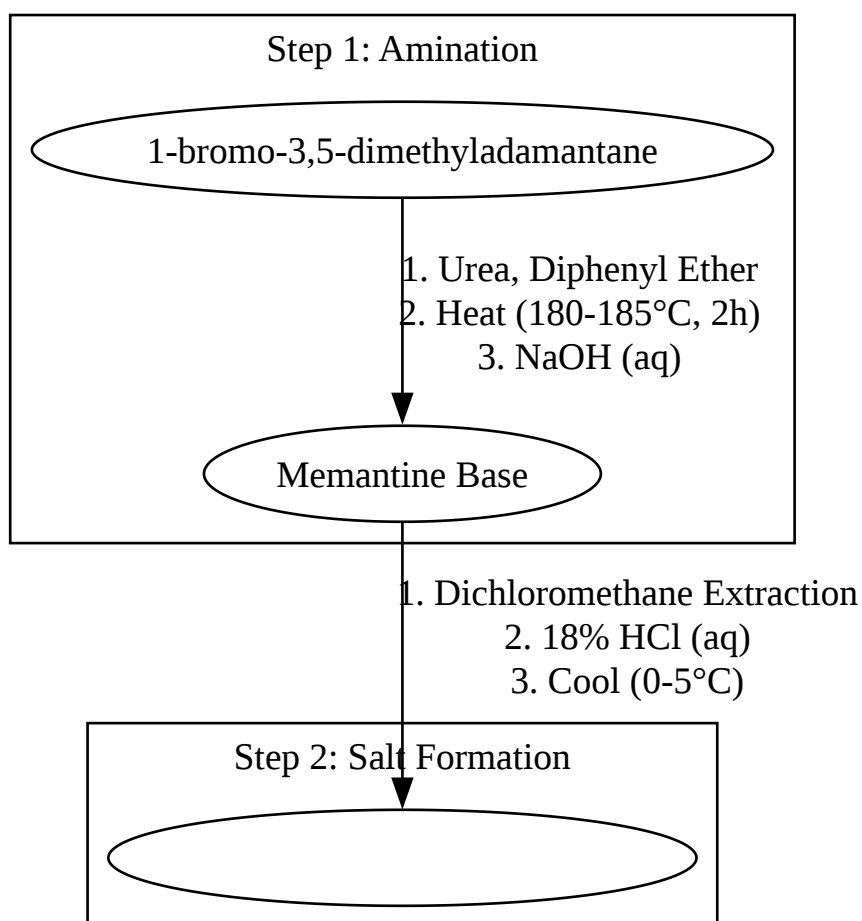 Step 1: Amination
1-bromo-3,5-dimethyladamantane
1. Urea, Diphenyl Ether
2. Heat (180-185°C, 2h)
3. NaOH (aq)
Memantine Base
1. Dichloromethane Extraction
2. 18% HCl (aq)
3. Cool (0-5°C)
Step 2: Salt Formation